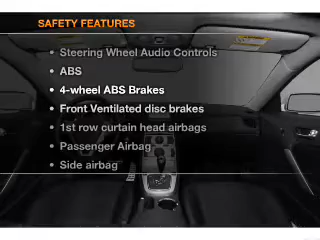 SAFETY FEATURES
• Steering Wheel Audio Controls
• ABS
• 4-wheel ABS Brakes
• Front Ventilated disc brakes
• 1st row curtain head airbags
• Passenger Airbag
• Side airbag